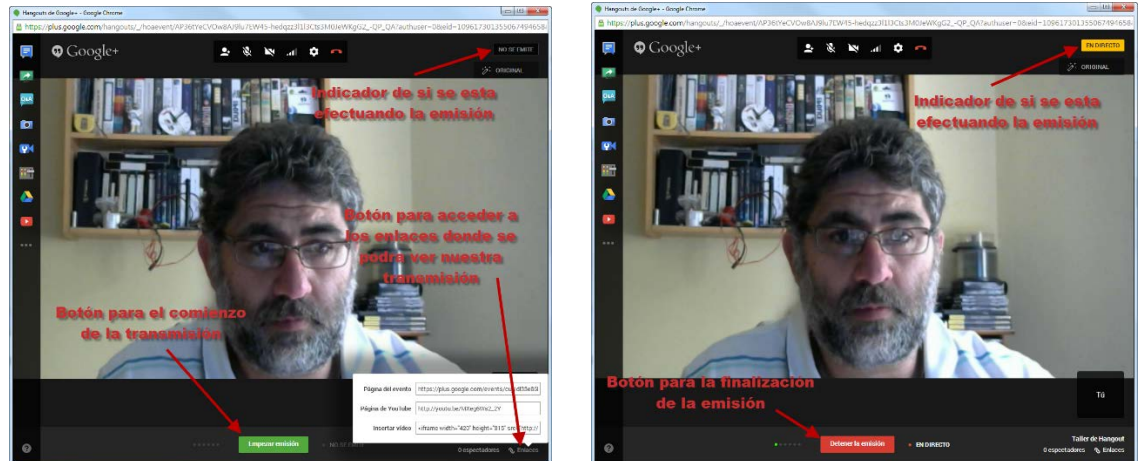 Hangouts de Google+ - Google Chrome
Google+
NO SE EMITE
ORIGINAL
Indicador de si se esta
efectuando la emisión
Botón para acceder a
los enlaces donde se
podrá ver nuestra
transmisión
Botón para el comienzo
de la transmisión
Página del evento
Página de YouTube
Insertar vídeo
Empezar emisión
0 espectadores
Enlaces
Hangouts de Google+ - Google Chrome
Google+
EN DIRECTO
ORIGINAL
Indicador de si se esta
efectuando la emisión
Botón para la finalización
de la emisión
Tú
Detener la emisión
EN DIRECTO
Taller de Hangout
0 espectadores
Enlaces